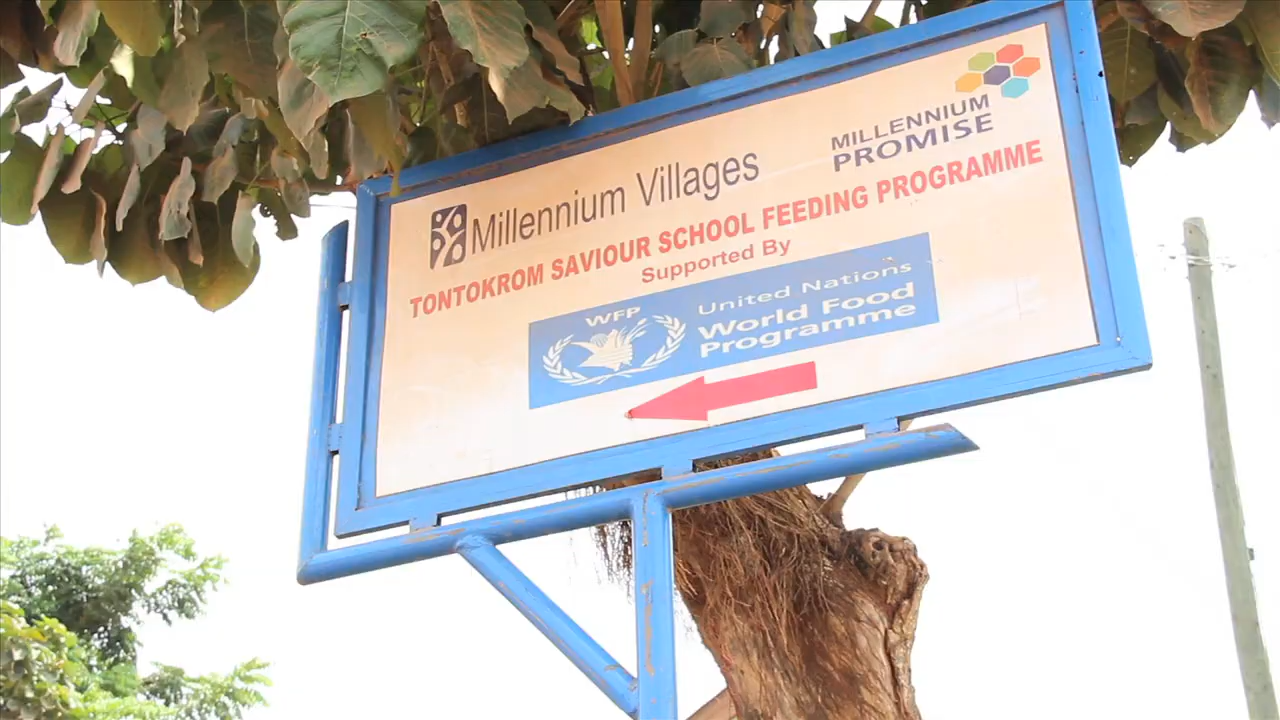 Millennium Villages
MILLENNIUM
PROMISE
TONTOKROM SAVIOUR SCHOOL FEEDING PROGRAMME
Supported By
WFP
United Nations
World Food
Programme